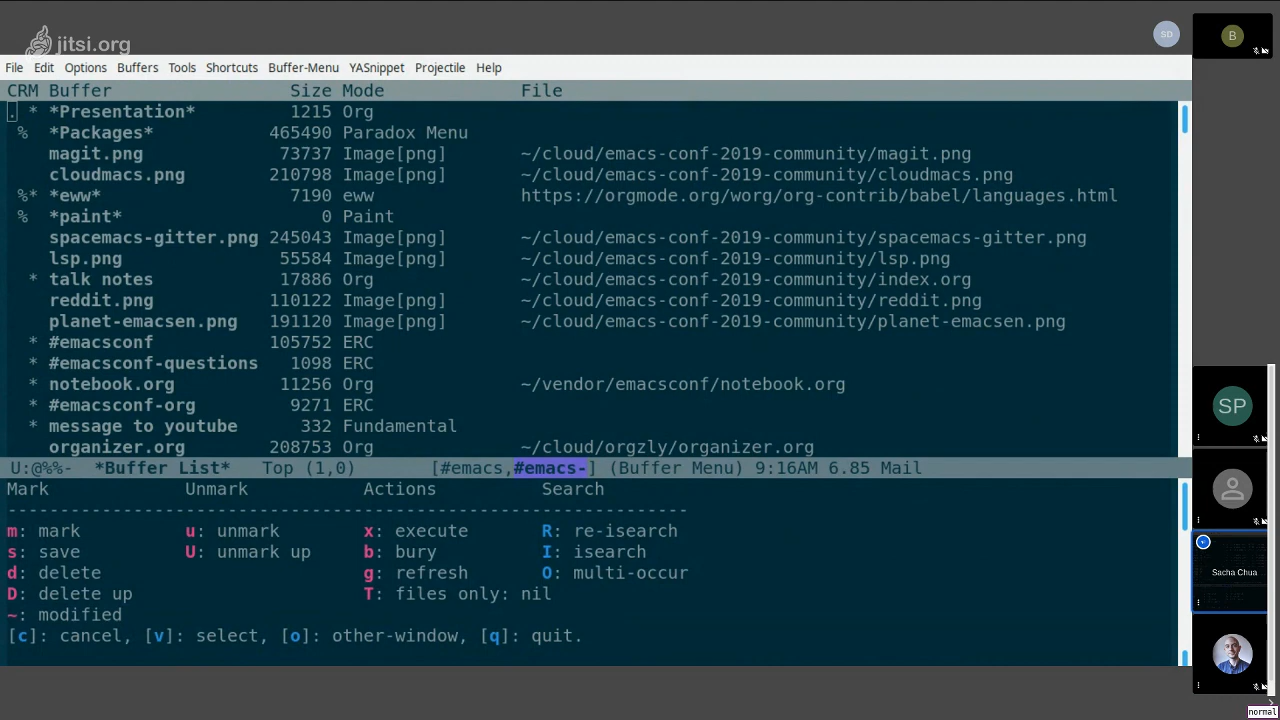 jitsi.org
SD
B
File Edit Options Buffers Tools Shortcuts Buffer-Menu YASnippet Projectile Help
CRM Buffer Size Mode File
. * *Presentation* 1215 Org
% *Packages* 465490 Paradox Menu
magit.png 73737 Image[png] ~/cloud/emacs-conf-2019-community/magit.png
cloudmacs.png 210798 Image[png] ~/cloud/emacs-conf-2019-community/cloudmacs.png
%* *eww* 7190 eww https://orgmode.org/worg/org-contrib/babel/languages.html
% *paint* 0 Paint
spacemacs-gitter.png 245043 Image[png] ~/cloud/emacs-conf-2019-community/spacemacs-gitter.png
lsp.png 55584 Image[png] ~/cloud/emacs-conf-2019-community/lsp.png
* talk notes 17886 Org ~/cloud/emacs-conf-2019-community/index.org
reddit.png 110122 Image[png] ~/cloud/emacs-conf-2019-community/reddit.png
planet-emacsen.png 191120 Image[png] ~/cloud/emacs-conf-2019-community/planet-emacsen.png
* #emacsconf 105752 ERC
* #emacsconf-questions 1098 ERC
* notebook.org 11256 Org ~/vendor/emacsconf/notebook.org
* #emacsconf-org 9271 ERC
* message to youtube 332 Fundamental
organizer.org 208753 Org ~/cloud/orgzly/organizer.org
U:@%%- *Buffer List* Top (1,0) [#emacs,#emacs-] (Buffer Menu) 9:16AM 6.85 Mail
Mark Unmark Actions Search
-----------------------------------------------------------------
m: mark u: unmark x: execute R: re-isearch
s: save U: unmark up b: bury I: isearch
d: delete g: refresh O: multi-occur
D: delete up T: files only: nil
~: modified
[c]: cancel, [v]: select, [o]: other-window, [q]: quit.
SP
Sacha Chua
normal